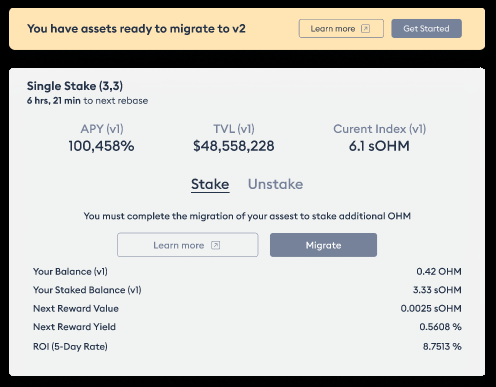 You have assets ready to migrate to v2
Learn more
Get Started
Single Stake (3,3)
6 hrs, 21 min to next rebase
APY (v1) TVL (v1) Curent Index (v1)
100,458% $48,558,228 6.1 sOHM
Stake Unstake
You must complete the migration of your assest to stake additional OHM
Learn more Migrate
Your Balance (v1) 0.42 OHM
Your Staked Balance (v1) 3.33 sOHM
Next Reward Value 0.0025 sOHM
Next Reward Yield 0.5608 %
ROI (5-Day Rate) 8.7513 %